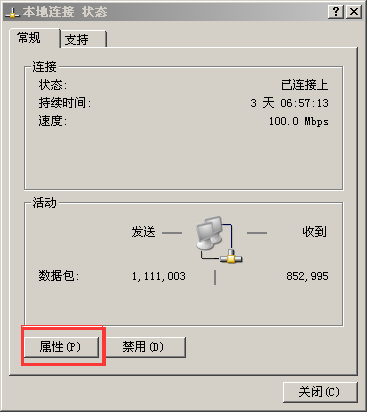 本地连接 状态
常规
支持
连接
状态: 已连接上
持续时间: 3 天 06:57:13
速度: 100.0 Mbps
活动
发送 收到
数据包: 1,111,003 852,995
属性(P)
禁用(D)
关闭(C)